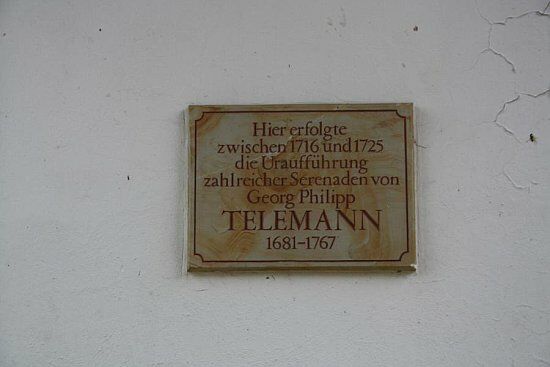 Hier erfolgte
zwischen 1716 und 1725
die Uraufführung
zahlreicher Serenaden von
Georg Philipp
TELEMANN
1681-1767